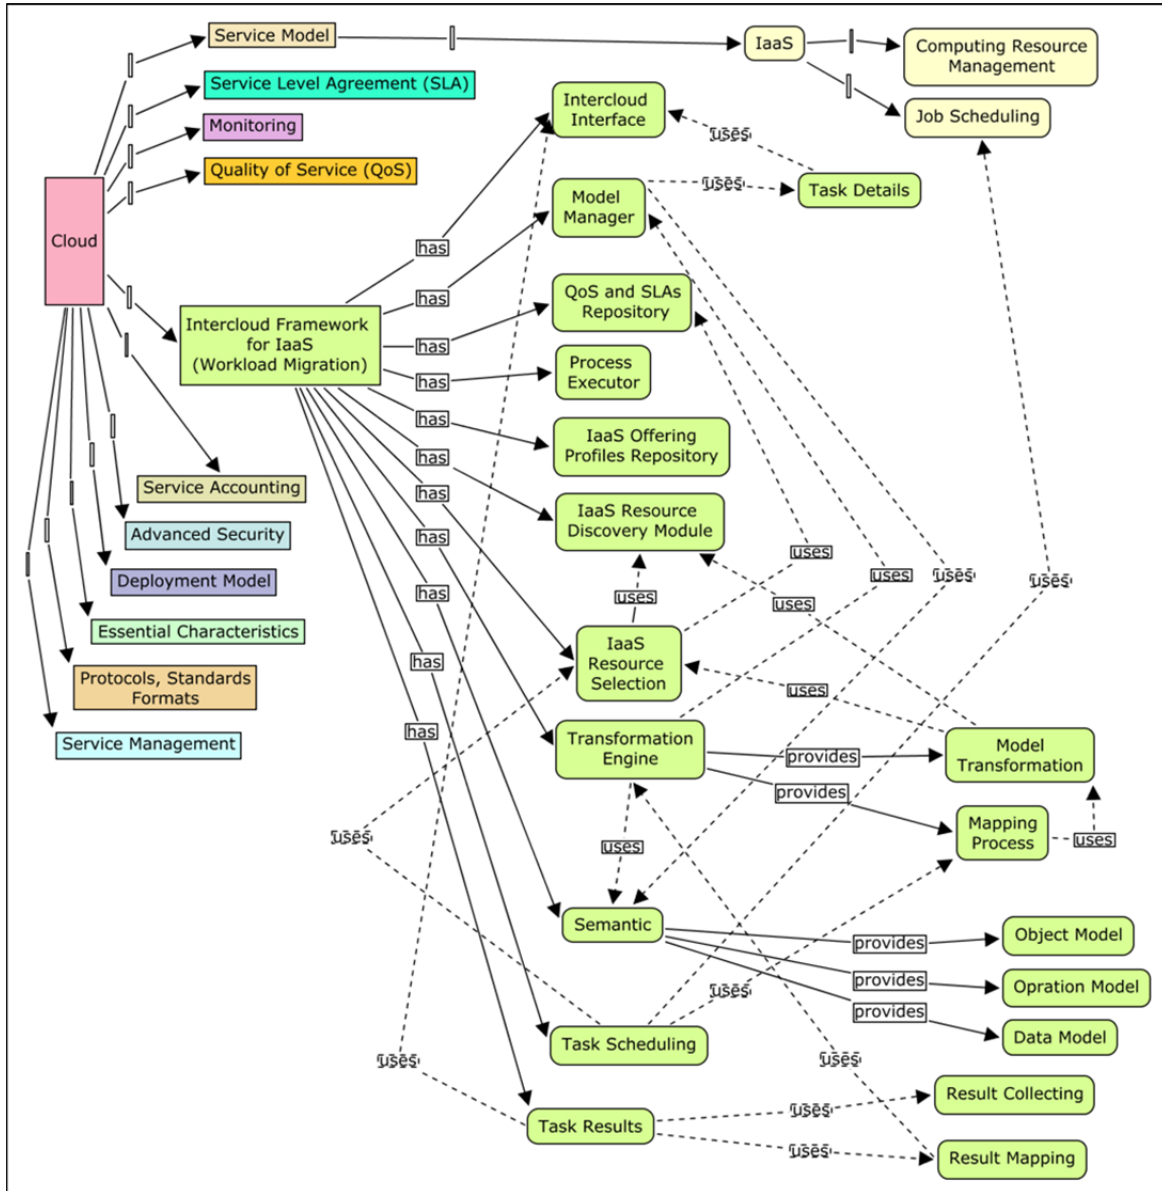 Service Model
IaaS
Computing Resource
Management
Service Level Agreement (SLA)
Intercloud
Interface
Job Scheduling
Monitoring
uses
Quality of Service (QoS)
uses
Task Details
Model
Manager
Cloud
has
has
QoS and SLAs
Repository
Intercloud Framework
for IaaS
(Workload Migration)
has
Process
Executor
has
has
IaaS Offering
Profiles Repository
has
Service Accounting
has
IaaS Resource
Discovery Module
Advanced Security
has
uses
Deployment Model
uses
uses
uses
has
uses
uses
Essential Characteristics
IaaS
Resource
Selection
has
Protocols, Standards
Formats
uses
Service Management
has
Transformation
Engine
provides
Model
Transformation
provides
Mapping
Process
uses
uses
uses
Semantic
Object Model
provides
provides
Opration Model
uses
provides
Data Model
Task Scheduling
uses
uses
Result Collecting
uses
Task Results
uses
Result Mapping